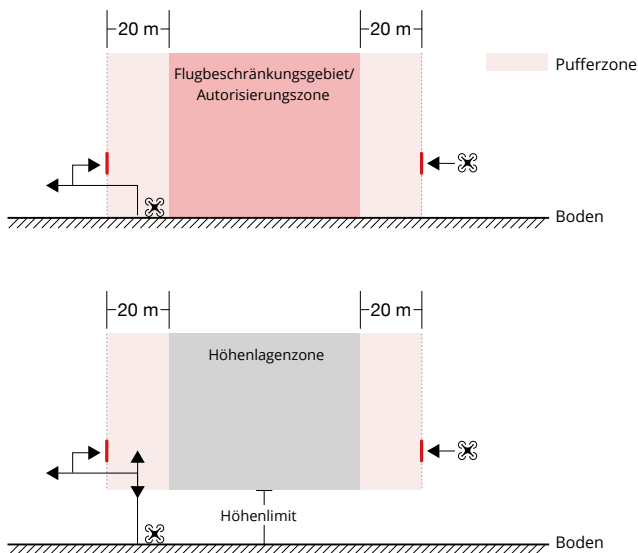 20 m
20 m
Flugbeschränkungsgebiet/
Autorisierungszone
Pufferzone
Boden
20 m
20 m
Höhenlagenzone
Höhenlimit
Boden